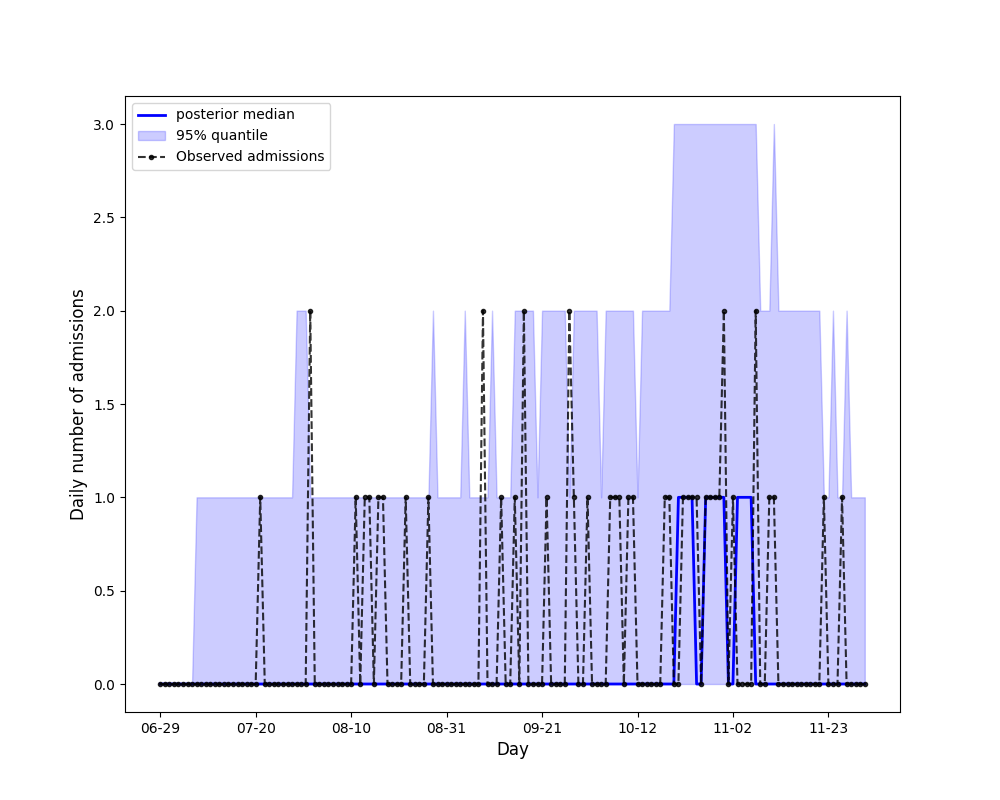 posterior median
95% quantile
Observed admissions
Daily number of admissions
3.0
2.5
2.0
1.5
1.0
0.5
0.0
06-29 07-20 08-10 08-31 09-21 10-12 11-02 11-23
Day